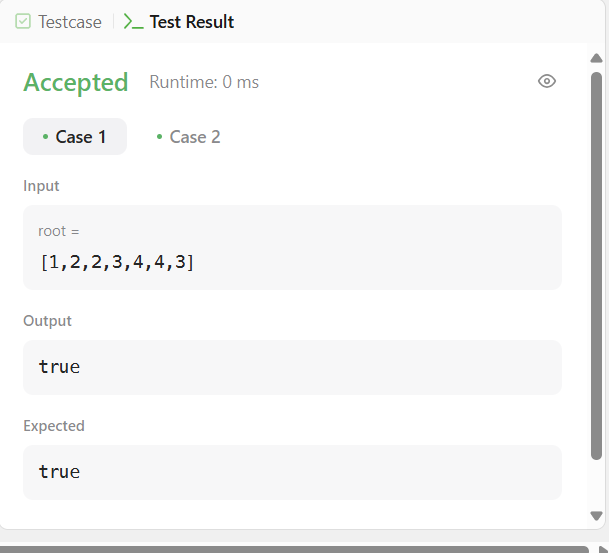 Testcase
Test Result
Accepted Runtime: 0 ms
Case 1 Case 2
Input
root =
[1,2,2,3,4,4,3]
Output
true
Expected
true